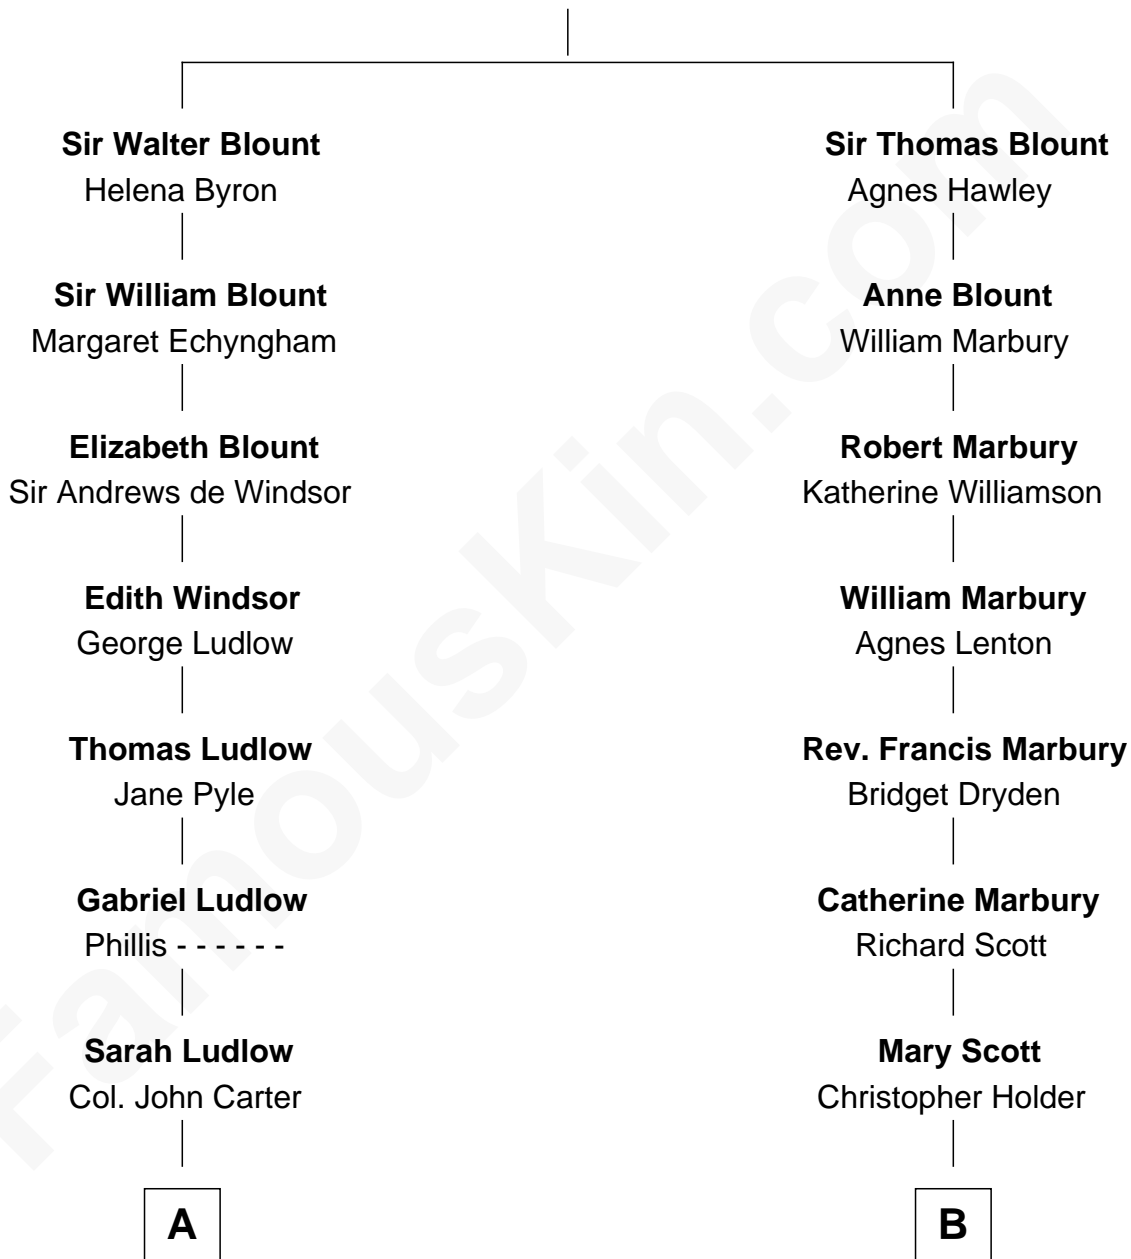 Sir Walter Blount
Helena Byron
Sir William Blount
Margaret Echyngham
Elizabeth Blount
Sir Andrews de Windsor
Edith Windsor
George Ludlow
Thomas Ludlow
Jane Pyle
Gabriel Ludlow
Phillis - - - - - -
Sarah Ludlow
Col. John Carter
A
Sir Thomas Blount
Agnes Hawley
Anne Blount
William Marbury
Robert Marbury
Katherine Williamson
William Marbury
Agnes Lenton
Rev. Francis Marbury
Bridget Dryden
Catherine Marbury
Richard Scott
Mary Scott
Christopher Holder
B
FamousKin.com